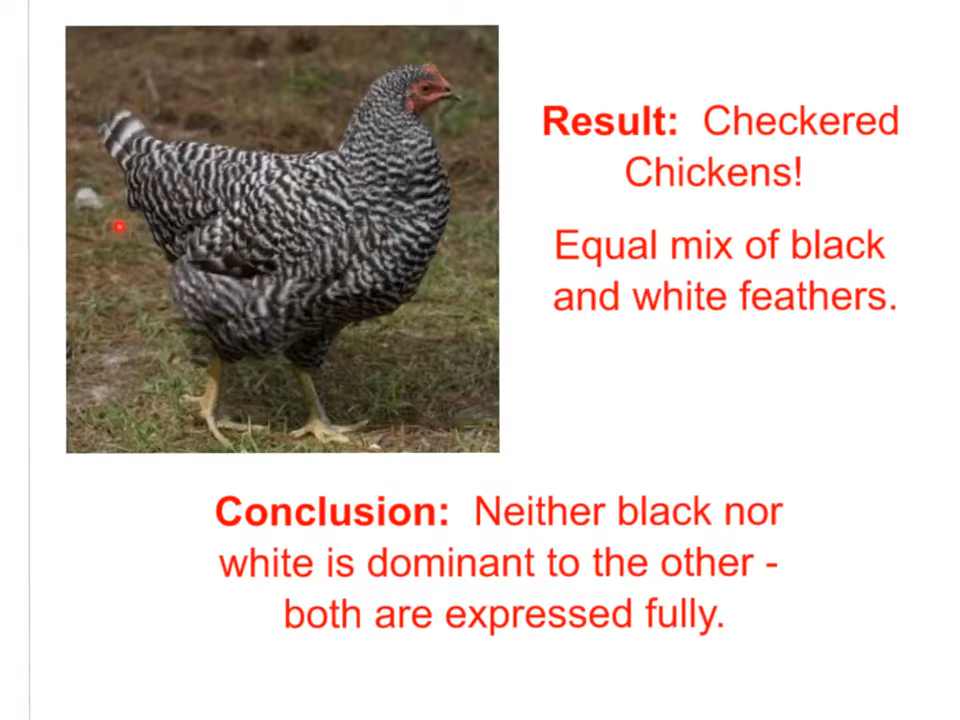 Result: Checkered
Chickens!
Equal mix of black
and white feathers.
Conclusion: Neither black nor
white is dominant to the other -
both are expressed fully.